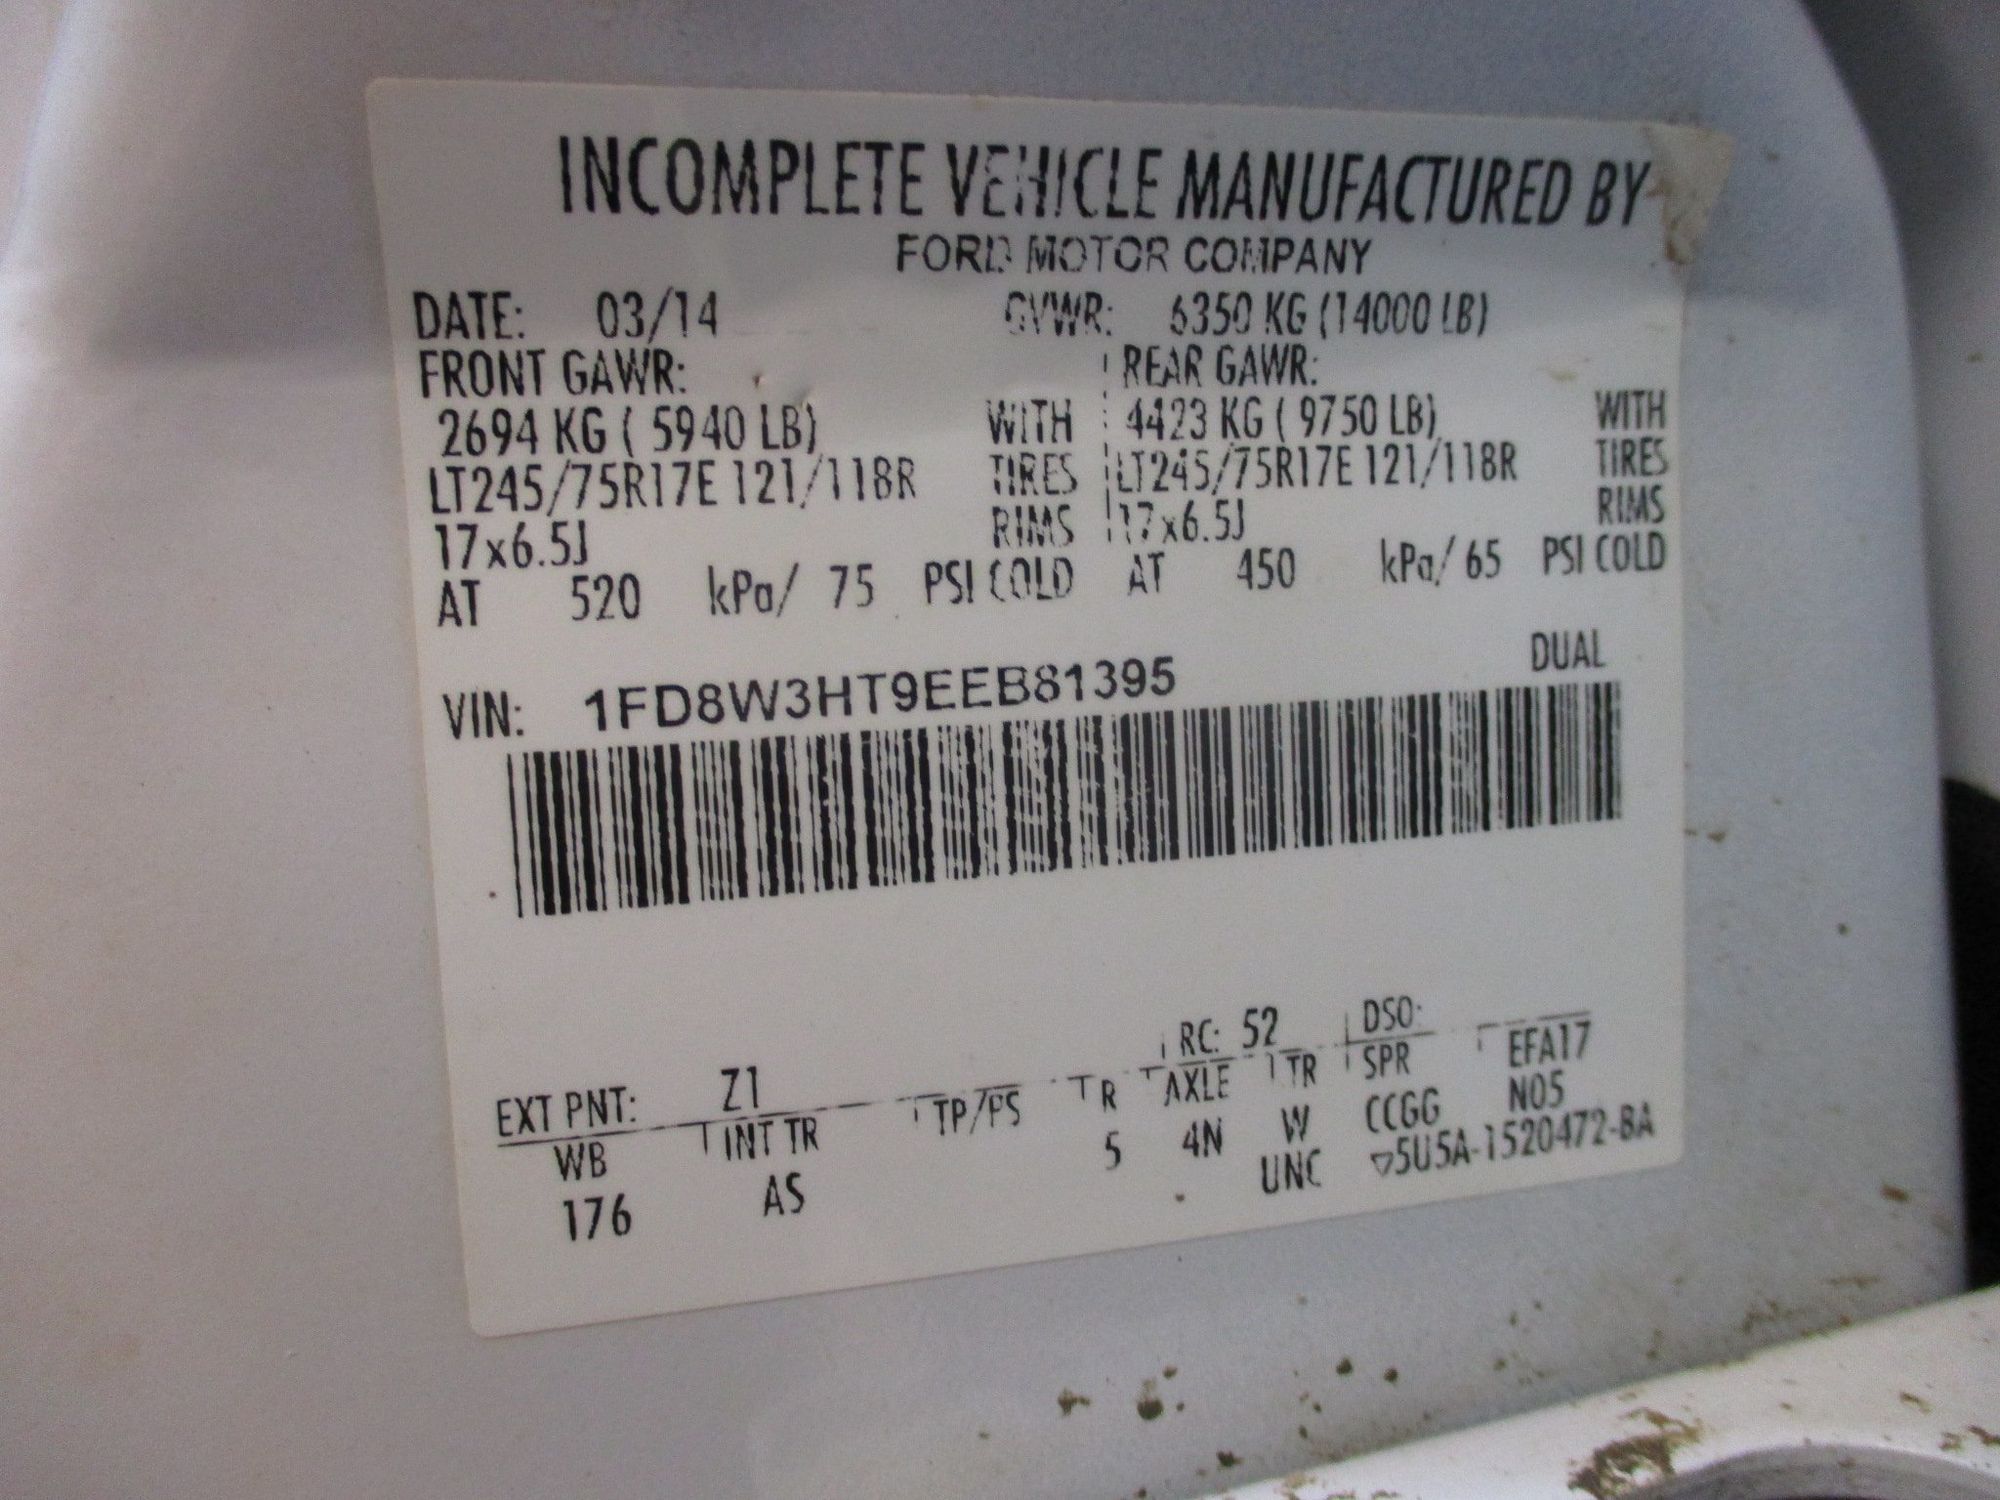 INCOMPLETE VEHICLE MANUFACTURED BY
FORD MOTOR COMPANY
DATE: 03/14 GVWR: 6350 KG (14000 LB)
FRONT GAWR: REAR GAWR:
2694 KG ( 5940 LB) WITH 4423 KG ( 9750 LB) WITH
LT245/75R17E 121/118R TIRES LT245/75R17E 121/118R TIRES
17x6.5J RIMS 17x6.5J RIMS
AT 520 kPa/ 75 PSI COLD AT 450 kPa/ 65 PSI COLD
VIN: 1FD8W3HT9EEB81395 DUAL
EXT PNT: Z1 RC: 52 DSO:
WB INT TR TP/PS R AXLE TR SPR EFA17
176 AS 5 4N W CCGG N05
UNC ▽5U5A-1520472-BA